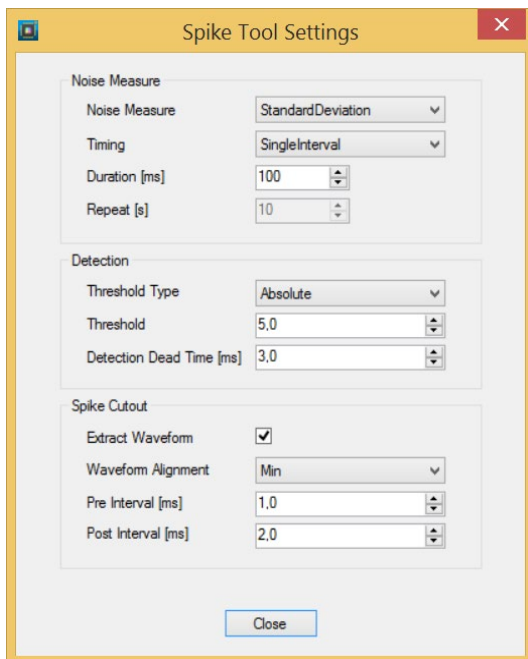 Spike Tool Settings
Noise Measure
Noise Measure StandardDeviation
Timing SingleInterval
Duration [ms] 100
Repeat [s] 10
Detection
Threshold Type Absolute
Threshold 5,0
Detection Dead Time [ms] 3,0
Spike Cutout
Extract Waveform
Waveform Alignment Min
Pre Interval [ms] 1,0
Post Interval [ms] 2,0
Close